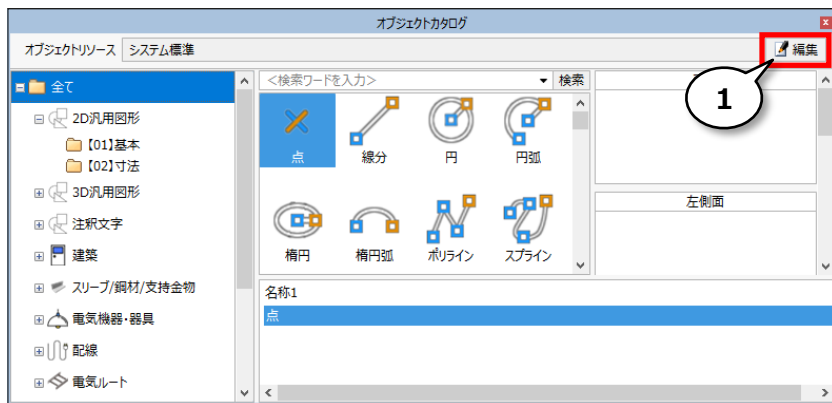 オブジェクトカタログ
オブジェクトリソース システム標準 編集
1
全て
2D汎用図形
【01】基本
【02】寸法
3D汎用図形
注釈文字
建築
スリーブ/鋼材/支持金物
電気機器・器具
配線
電気ルート
<検索ワードを入力> 検索
点 線分 円 円弧
楕円 楕円弧 ポリライン スプライン
左側面
名称1
点